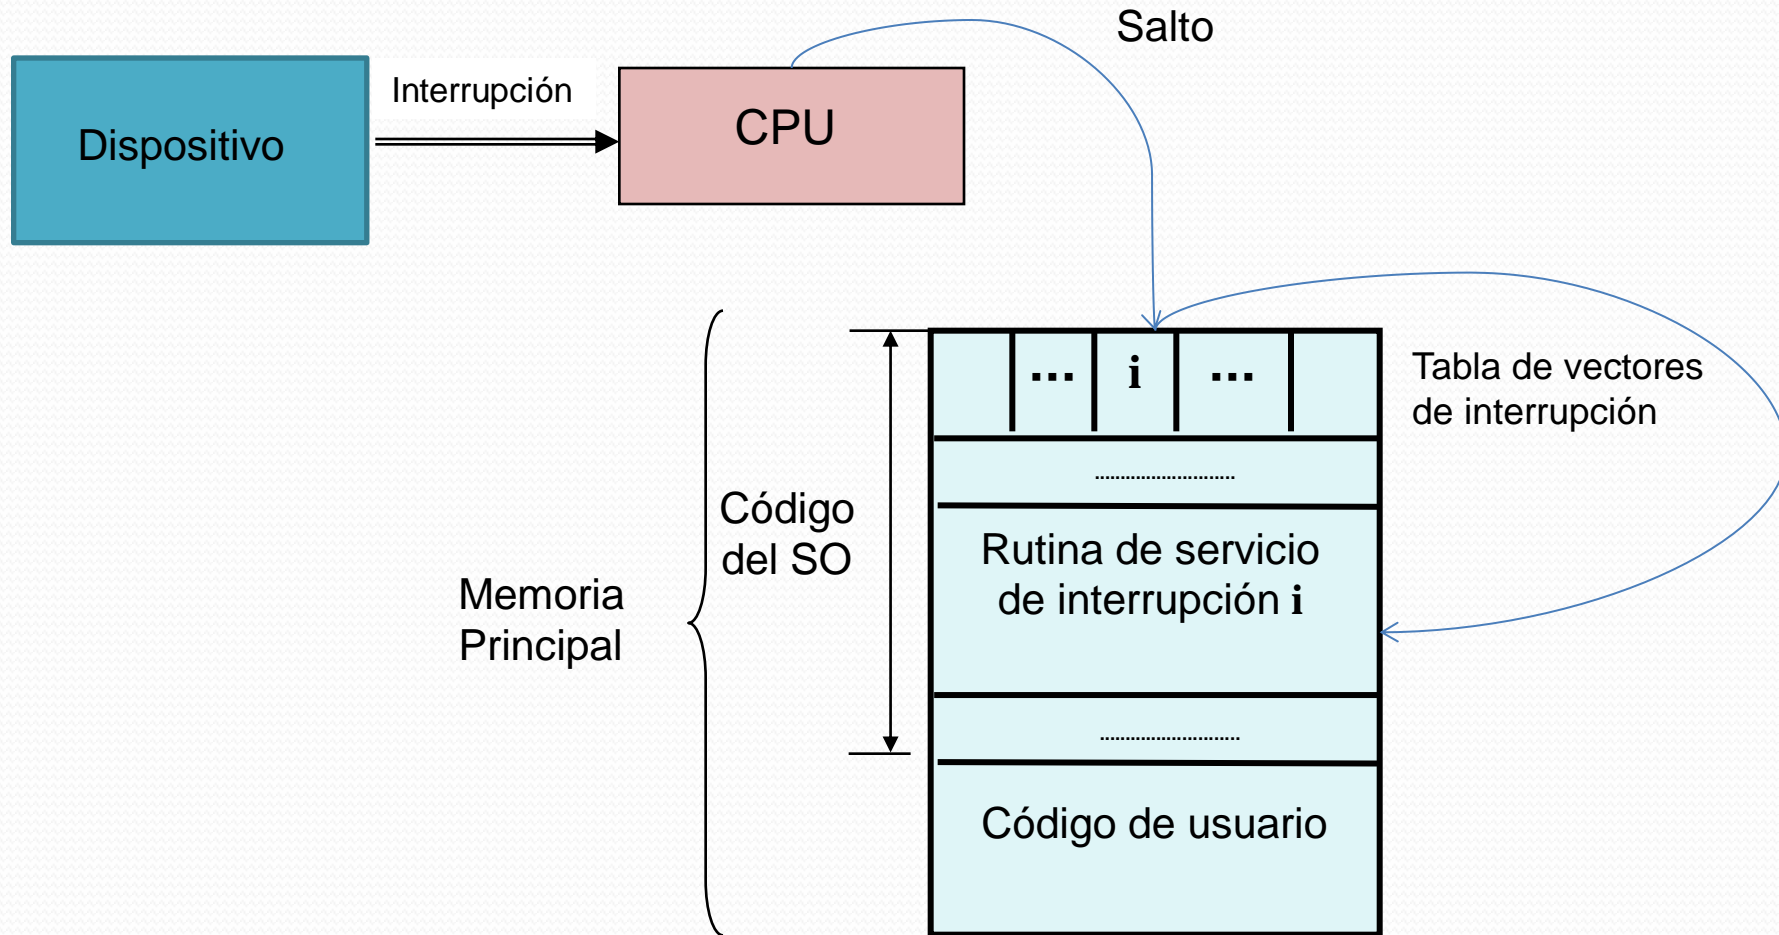 Salto
Interrupción
Dispositivo
CPU
... i ...
Tabla de vectores
de interrupción
...........................
Código
del SO
Rutina de servicio
de interrupción i
Memoria
Principal
...........................
Código de usuario